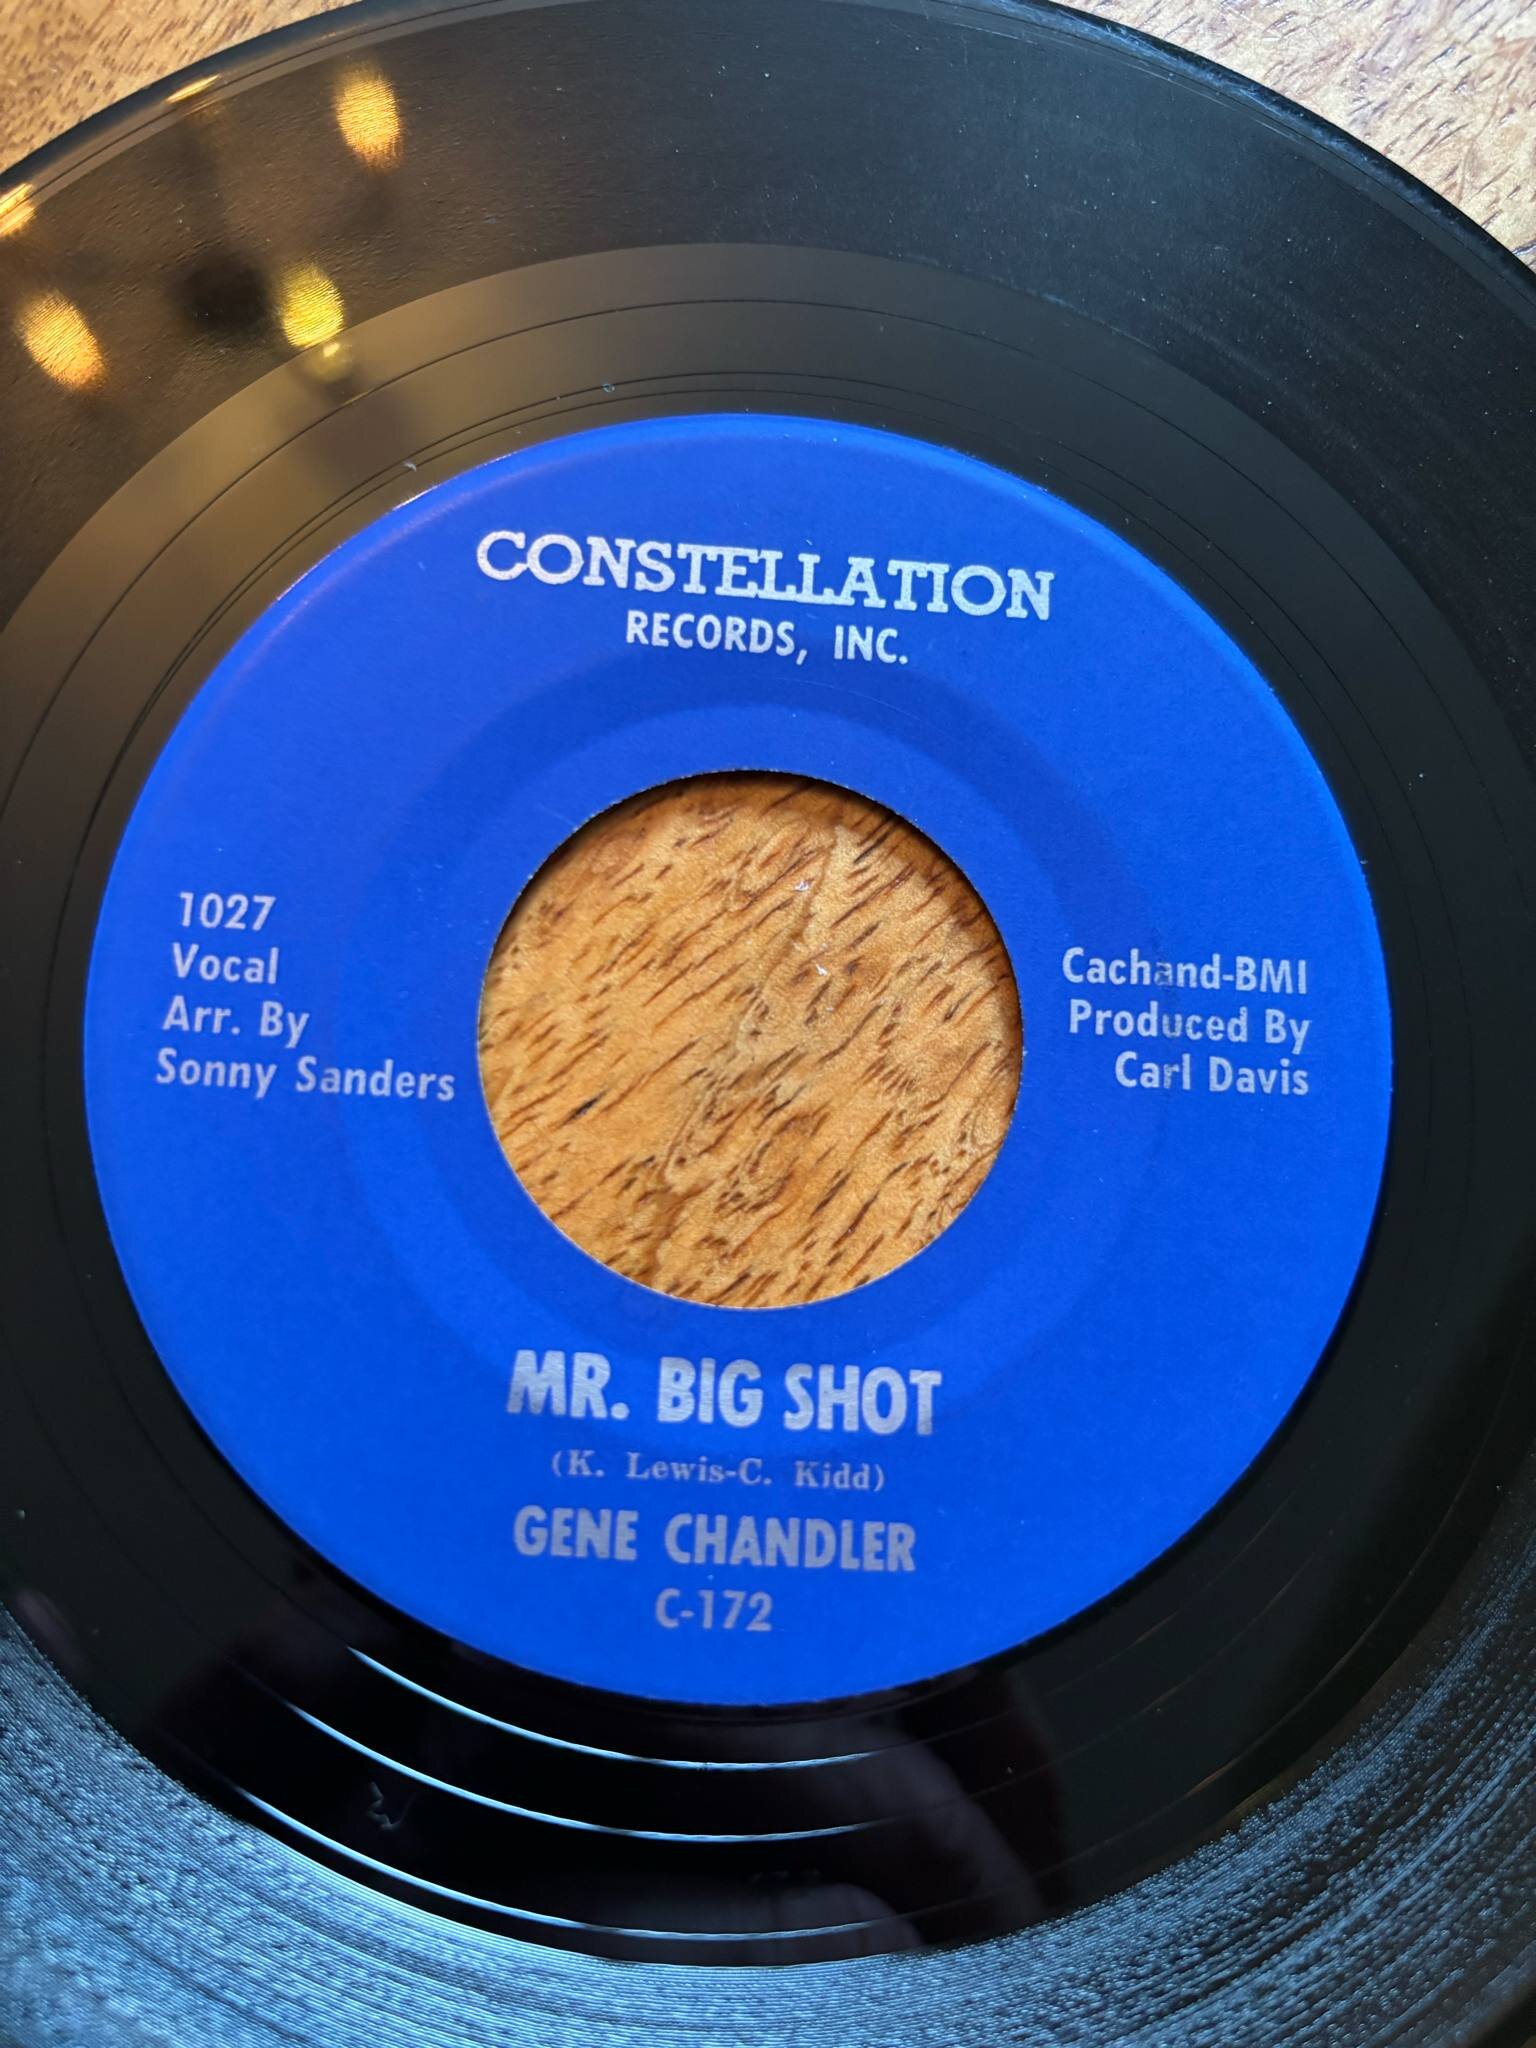 CONSTELLATION
RECORDS, INC.
1027
Vocal
Arr. By
Sonny Sanders
Cachand-BMI
Produced By
Carl Davis
MR. BIG SHOT
(K. Lewis-C. Kidd)
GENE CHANDLER
C-172